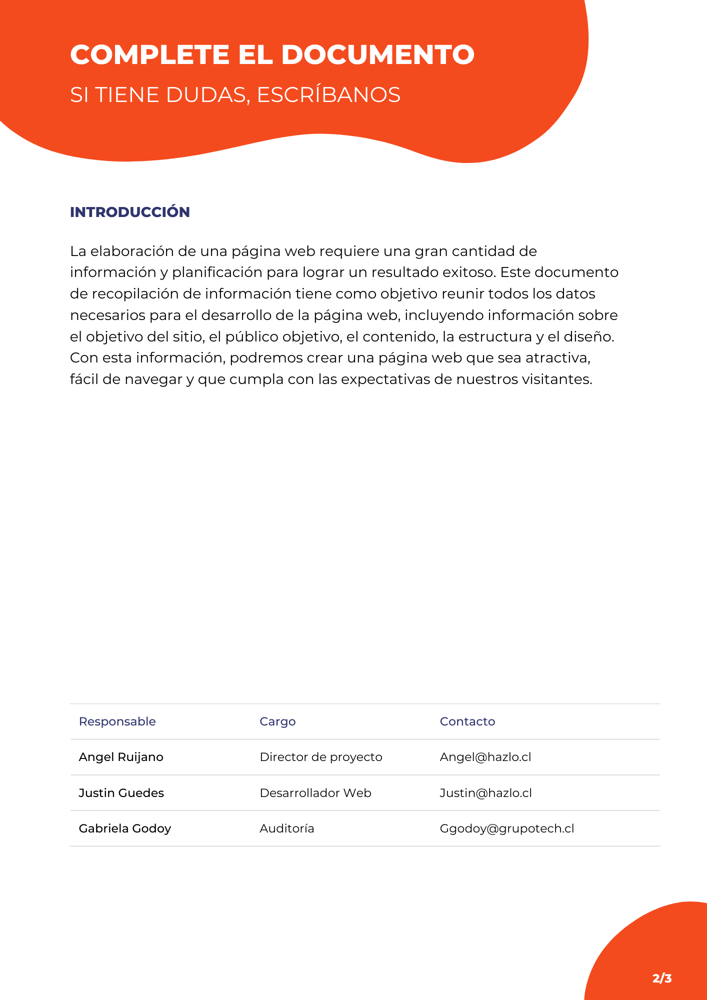 COMPLETE EL DOCUMENTO
SI TIENE DUDAS, ESCRÍBANOS
INTRODUCCIÓN
La elaboración de una página web requiere una gran cantidad de
información y planificación para lograr un resultado exitoso. Este documento
de recopilación de información tiene como objetivo reunir todos los datos
necesarios para el desarrollo de la página web, incluyendo información sobre
el objetivo del sitio, el público objetivo, el contenido, la estructura y el diseño.
Con esta información, podremos crear una página web que sea atractiva,
fácil de navegar y que cumpla con las expectativas de nuestros visitantes.
Responsable Cargo Contacto
Angel Ruijano Director de proyecto Angel@hazlo.cl
Justin Guedes Desarrollador Web Justin@hazlo.cl
Gabriela Godoy Auditoría Ggodoy@grupotech.cl
2/3